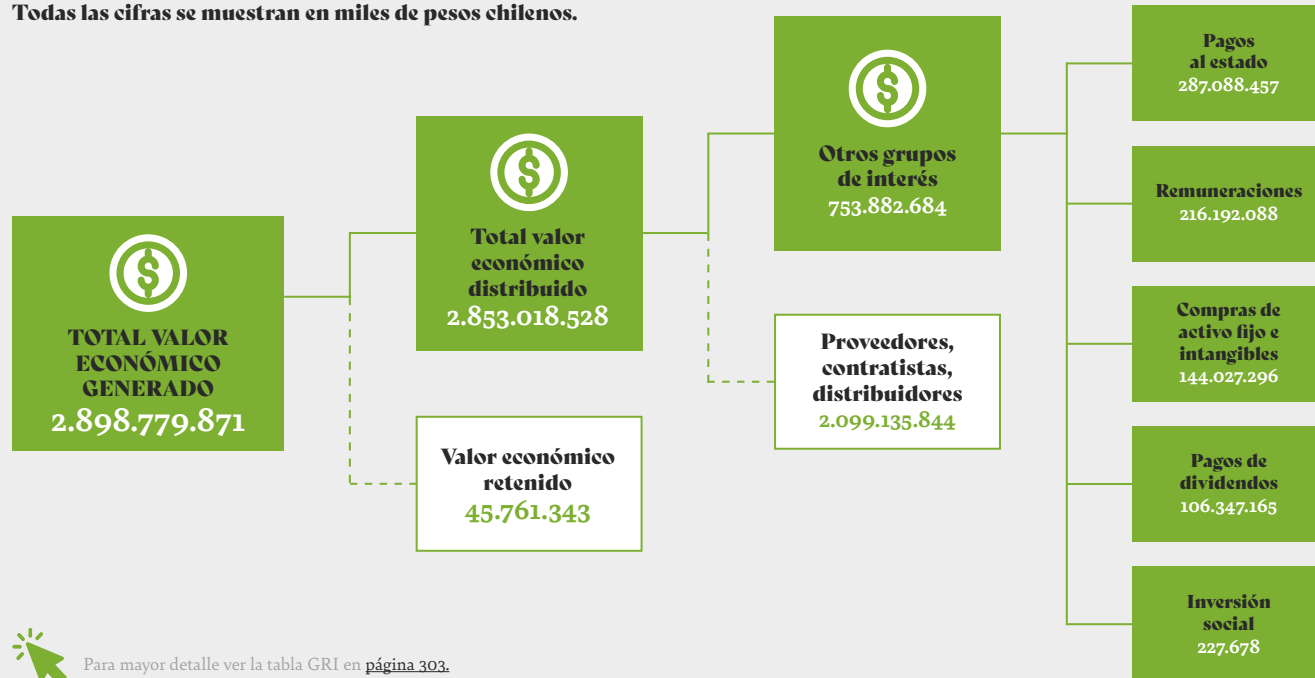 Todas las cifras se muestran en miles de pesos chilenos.
TOTAL VALOR
ECONÓMICO
GENERADO
2.898.779.871
Total valor
económico
distribuido
2.853.018.528
Valor económico
retenido
45.761.343
Otros grupos
de interés
753.882.684
Proveedores,
contratistas,
distribuidores
2.099.135.844
Pagos
al estado
287.088.457
Remuneraciones
216.192.088
Compras de
activo fijo e
intangibles
144.027.296
Pagos de
dividendos
106.347.165
Inversión
social
227.678
Para mayor detalle ver la tabla GRI en página 303.